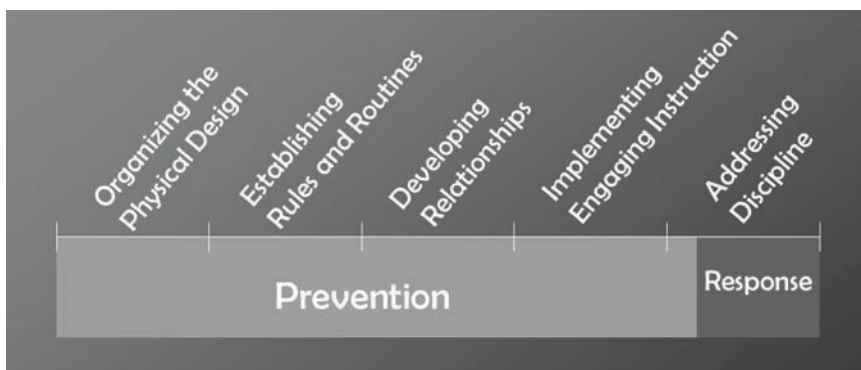 Organizing the
Physical Design
Establishing
Rules and Routines
Developing
Relationships
Implementing
Engaging Instruction
Addressing
Discipline
Prevention
Response